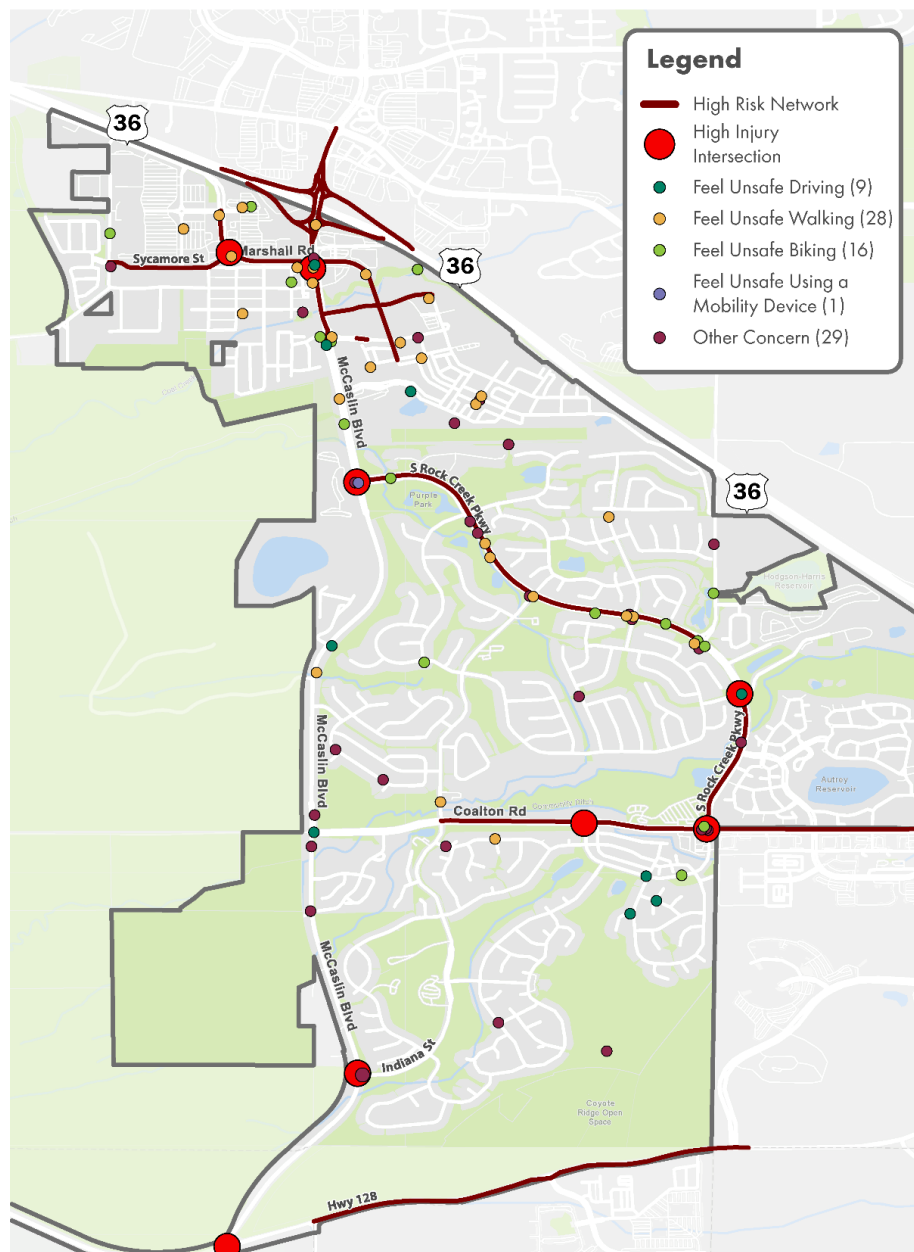 Legend
High Risk Network
High Injury
Intersection
Feel Unsafe Driving (9)
Feel Unsafe Walking (28)
Feel Unsafe Biking (16)
Feel Unsafe Using a
Mobility Device (1)
Other Concern (29)
36
Marshall Rd
Sycamore St
36
McCaslin Blvd
S Rock Creek Pkwy
36
Purple
Park
Hodgson-Harris
Reservoir
McCaslin Blvd
S Rock Creek Pkwy
Autrey
Reservoir
Coalton Rd
McCaslin Blvd
Indiana St
Coyote
Ridge Open
Space
Hwy 128